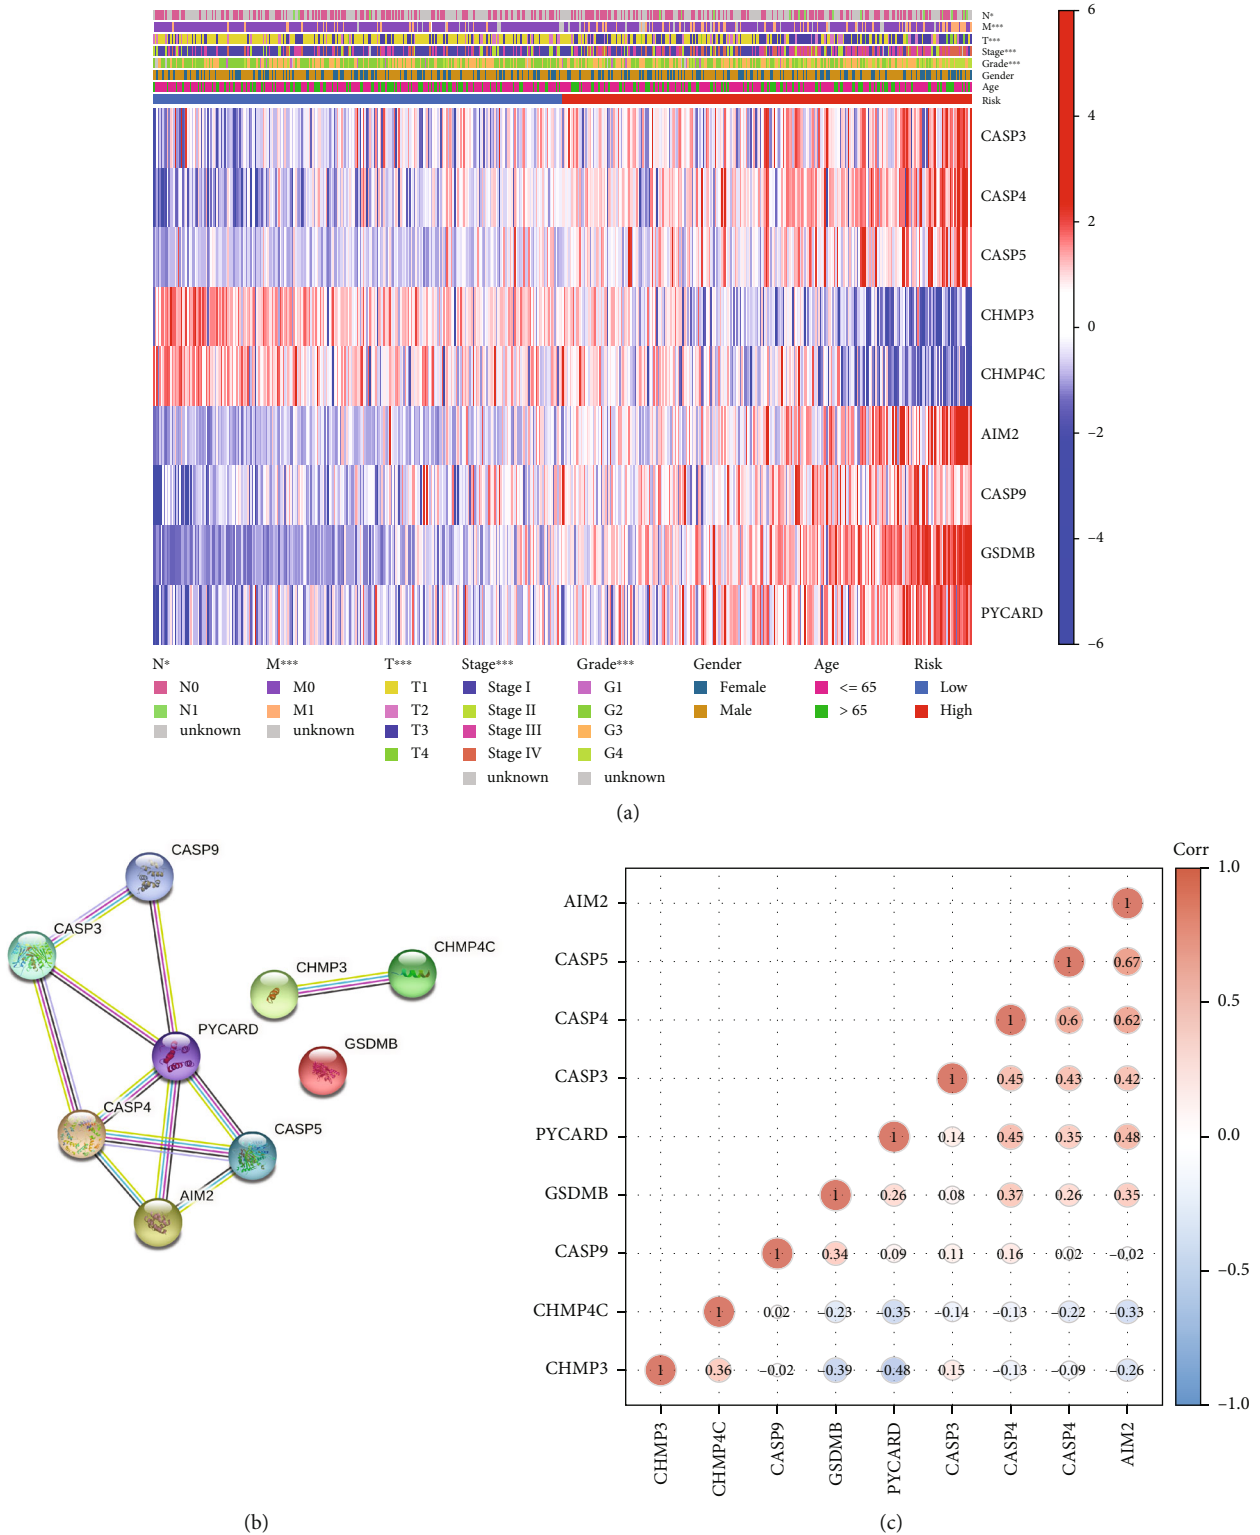 N*
M***
T***
Stage***
Grade***
Gender
Age
Risk
CASP3
CASP4
CASP5
CHMP3
CHMP4C
AIM2
CASP9
GSDMB
PYCARD
6
4
2
0
−2
−4
−6
N* M*** T*** Stage*** Grade*** Gender Age Risk
N0 M0 T1 Stage I G1 Female <= 65 Low
N1 M1 T2 Stage II G2 Male > 65 High
unknown unknown T3 Stage III G3
T4 Stage IV G4
unknown unknown
(a)
CASP9
CASP3
CHMP4C
CHMP3
PYCARD
GSDMB
CASP4
CASP5
AIM2
(b)
Corr
1.0
0.5
0.0
−0.5
−1.0
AIM2 1
CASP5 1 0.67
CASP4 1 0.6 0.62
CASP3 1 0.45 0.43 0.42
PYCARD 1 0.14 0.45 0.35 0.48
GSDMB 1 0.26 0.08 0.37 0.26 0.35
CASP9 1 0.34 0.09 0.11 0.16 0.02 −0.02
CHMP4C 1 0.02 −0.23 −0.35 −0.14 −0.13 −0.22 −0.33
CHMP3 1 0.36 −0.02 −0.39 −0.48 0.15 −0.13 −0.09 −0.26
CHMP3 CHMP4C CASP9 GSDMB PYCARD CASP3 CASP4 CASP4 AIM2
(c)